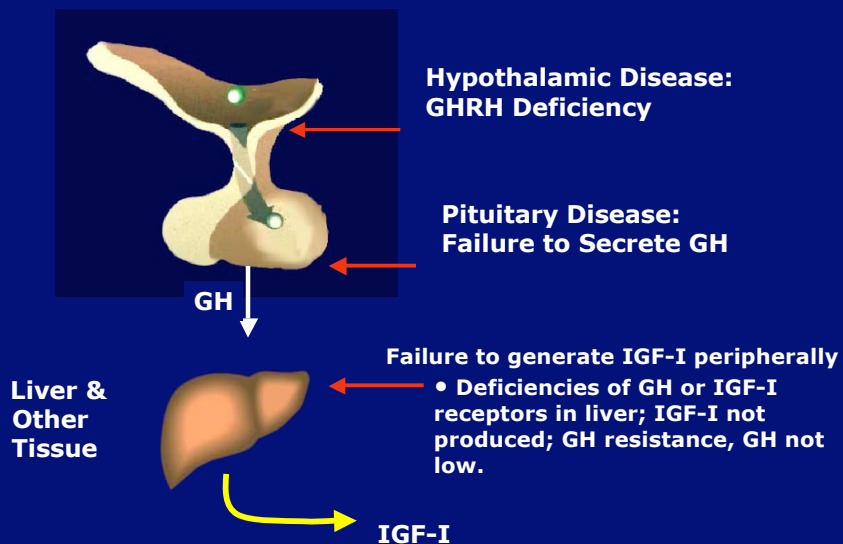 Hypothalamic Disease:
GHRH Deficiency
Pituitary Disease:
Failure to Secrete GH
GH
Failure to generate IGF-I peripherally
• Deficiencies of GH or IGF-I
receptors in liver; IGF-I not
produced; GH resistance, GH not
low.
Liver &
Other
Tissue
IGF-I